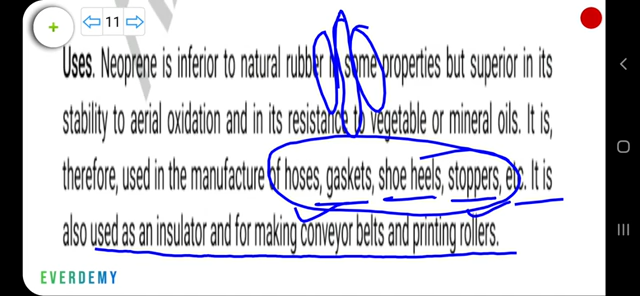 11
Uses. Neoprene is inferior to natural rubber in some properties but superior in its
stability to aerial oxidation and in its resistance to vegetable or mineral oils. It is,
therefore, used in the manufacture of hoses, gaskets, shoe heels, stoppers, etc. It is
also used as an insulator and for making conveyor belts and printing rollers.
EVERDEMY